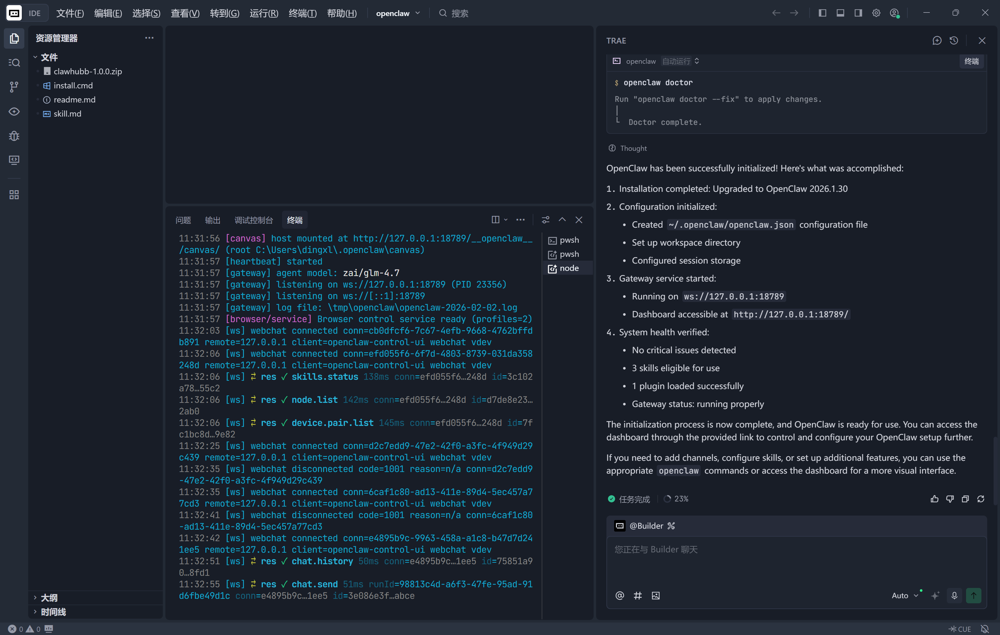 IDE 文件(F) 编辑(E) 选择(S) 查看(V) 转到(G) 运行(R) 终端(T) 帮助(H) openclaw 搜索
资源管理器
文件
clawhubb-1.0.0.zip
install.cmd
readme.md
skill.md
大纲
时间线
问题 输出 调试控制台 终端
11:31:56 [canvas] host mounted at http://127.0.0.1:18789/__openclaw__
/canvas/ (root C:\Users\dingxl\.openclaw\canvas)
11:31:57 [heartbeat] started
11:31:57 [gateway] agent model: zai/glm-4.7
11:31:57 [gateway] listening on ws://127.0.0.1:18789 (PID 23356)
11:31:57 [gateway] listening on ws://[::1]:18789
11:31:57 [gateway] log file: \tmp\openclaw\openclaw-2026-02-02.log
11:31:57 [browser/service] Browser control service ready (profiles=2)
11:32:03 [ws] webchat connected conn=cb0dfcf6-7c67-4efb-9668-4762bffd
b891 remote=127.0.0.1 client=openclaw-control-ui webchat vdev
11:32:06 [ws] webchat connected conn=efd055f6-6f7d-4803-8739-031da358
248d remote=127.0.0.1 client=openclaw-control-ui webchat vdev
11:32:06 [ws] ⇄ res ✓ skills.status 138ms conn=efd055f6…248d id=3c102
a78…55c2
11:32:06 [ws] ⇄ res ✓ node.list 142ms conn=efd055f6…248d id=d7de8e23…
2ab0
11:32:06 [ws] ⇄ res ✓ device.pair.list 145ms conn=efd055f6…248d id=7f
c1bc8d…9e82
11:32:25 [ws] webchat connected conn=d2c7edd9-47e2-42f0-a3fc-4f949d29
c439 remote=127.0.0.1 client=openclaw-control-ui webchat vdev
11:32:35 [ws] webchat disconnected code=1001 reason=n/a conn=d2c7edd9
-47e2-42f0-a3fc-4f949d29c439
11:32:35 [ws] webchat connected conn=6caf1c80-ad13-411e-89d4-5ec457a7
7cd3 remote=127.0.0.1 client=openclaw-control-ui webchat vdev
11:32:41 [ws] webchat disconnected code=1001 reason=n/a conn=6caf1c80
-ad13-411e-89d4-5ec457a77cd3
11:32:42 [ws] webchat connected conn=e4895b9c-9963-458a-a1c8-b47d7d24
1ee5 remote=127.0.0.1 client=openclaw-control-ui webchat vdev
11:32:51 [ws] ⇄ res ✓ chat.history 50ms conn=e4895b9c…1ee5 id=75851a9
0…8fd1
11:32:55 [ws] ⇄ res ✓ chat.send 51ms runId=98813c4d-a6f3-47fe-95ad-91
d6fbe49d1c conn=e4895b9c…1ee5 id=3e086e3f…abce
pwsh
pwsh
node
TRAE
openclaw 自动运行 终端
$ openclaw doctor
Run "openclaw doctor --fix" to apply changes.
Doctor complete.
Thought
OpenClaw has been successfully initialized! Here's what was accomplished:
1. Installation completed: Upgraded to OpenClaw 2026.1.30
2. Configuration initialized:
• Created ~/.openclaw/openclaw.json configuration file
• Set up workspace directory
• Configured session storage
3. Gateway service started:
• Running on ws://127.0.0.1:18789
• Dashboard accessible at http://127.0.0.1:18789/
4. System health verified:
• No critical issues detected
• 3 skills eligible for use
• 1 plugin loaded successfully
• Gateway status: running properly
The initialization process is now complete, and OpenClaw is ready for use. You can access the
dashboard through the provided link to control and configure your OpenClaw setup further.
If you need to add channels, configure skills, or set up additional features, you can use the
appropriate openclaw commands or access the dashboard for a more visual interface.
任务完成 23%
@Builder
您正在与 Builder 聊天
@ # Auto
0 0 CUE